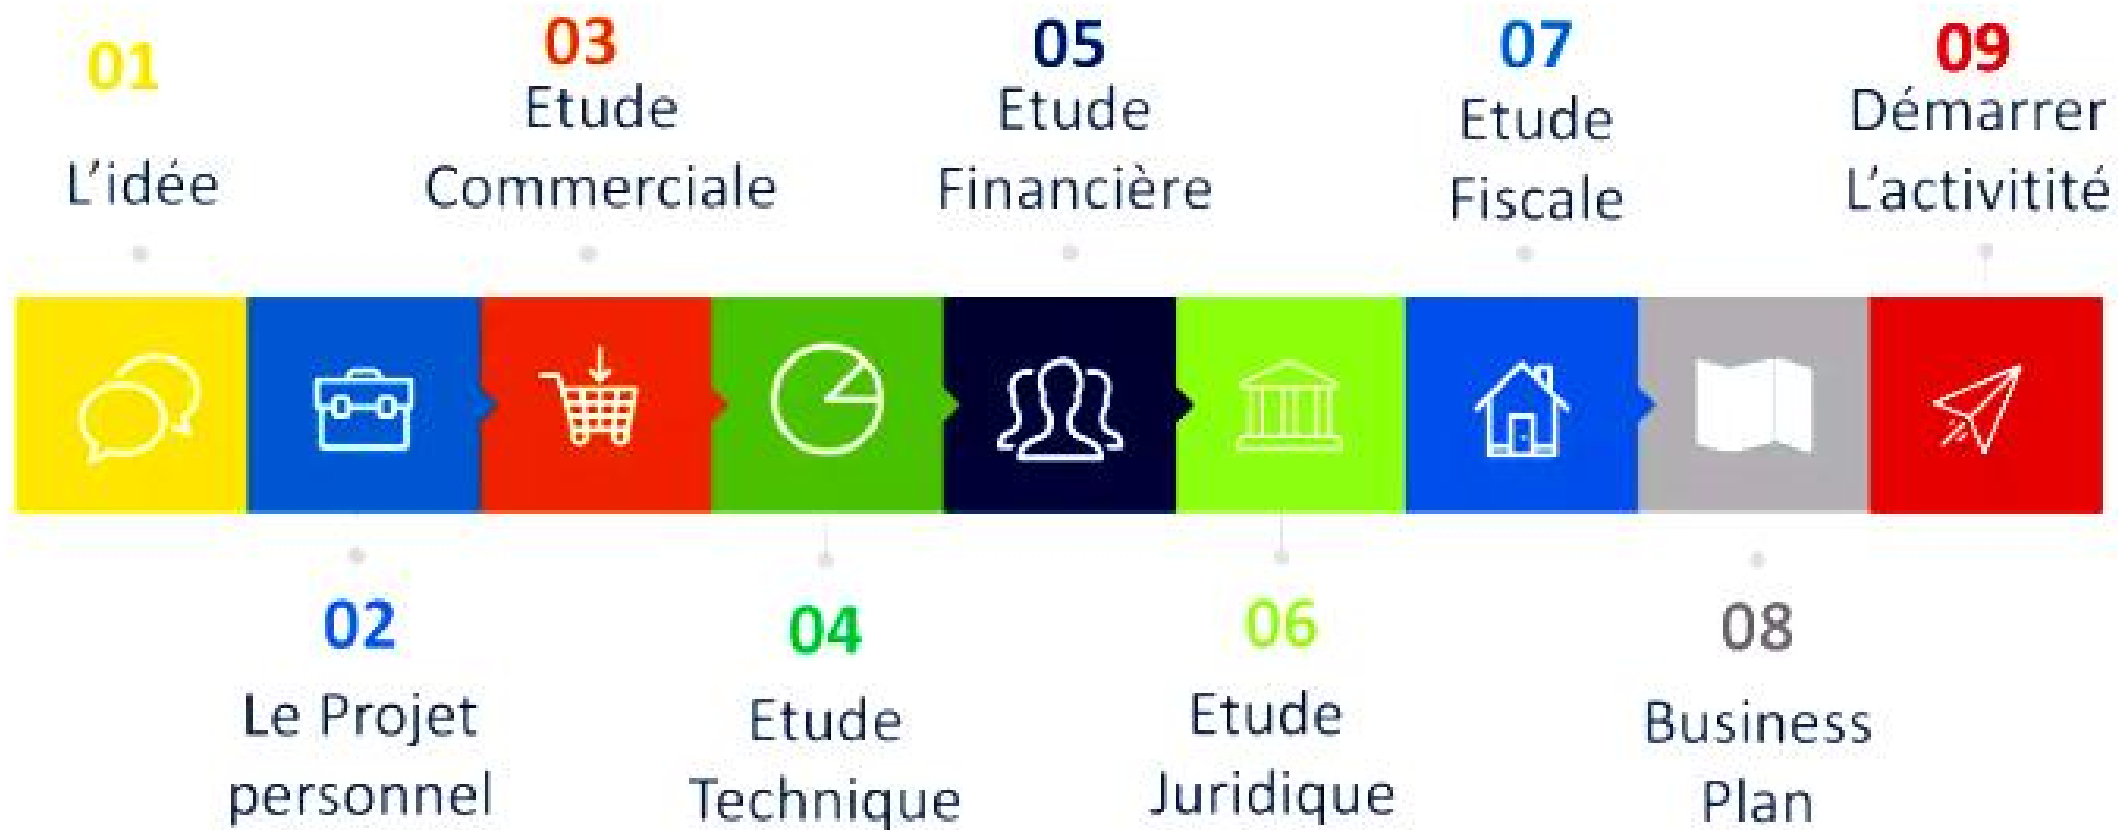 01
L'idée
02
Le Projet
personnel
03
Etude
Commerciale
04
Etude
Technique
05
Etude
Financière
06
Etude
Juridique
07
Etude
Fiscale
08
Business
Plan
09
Démarrer
L'activitité